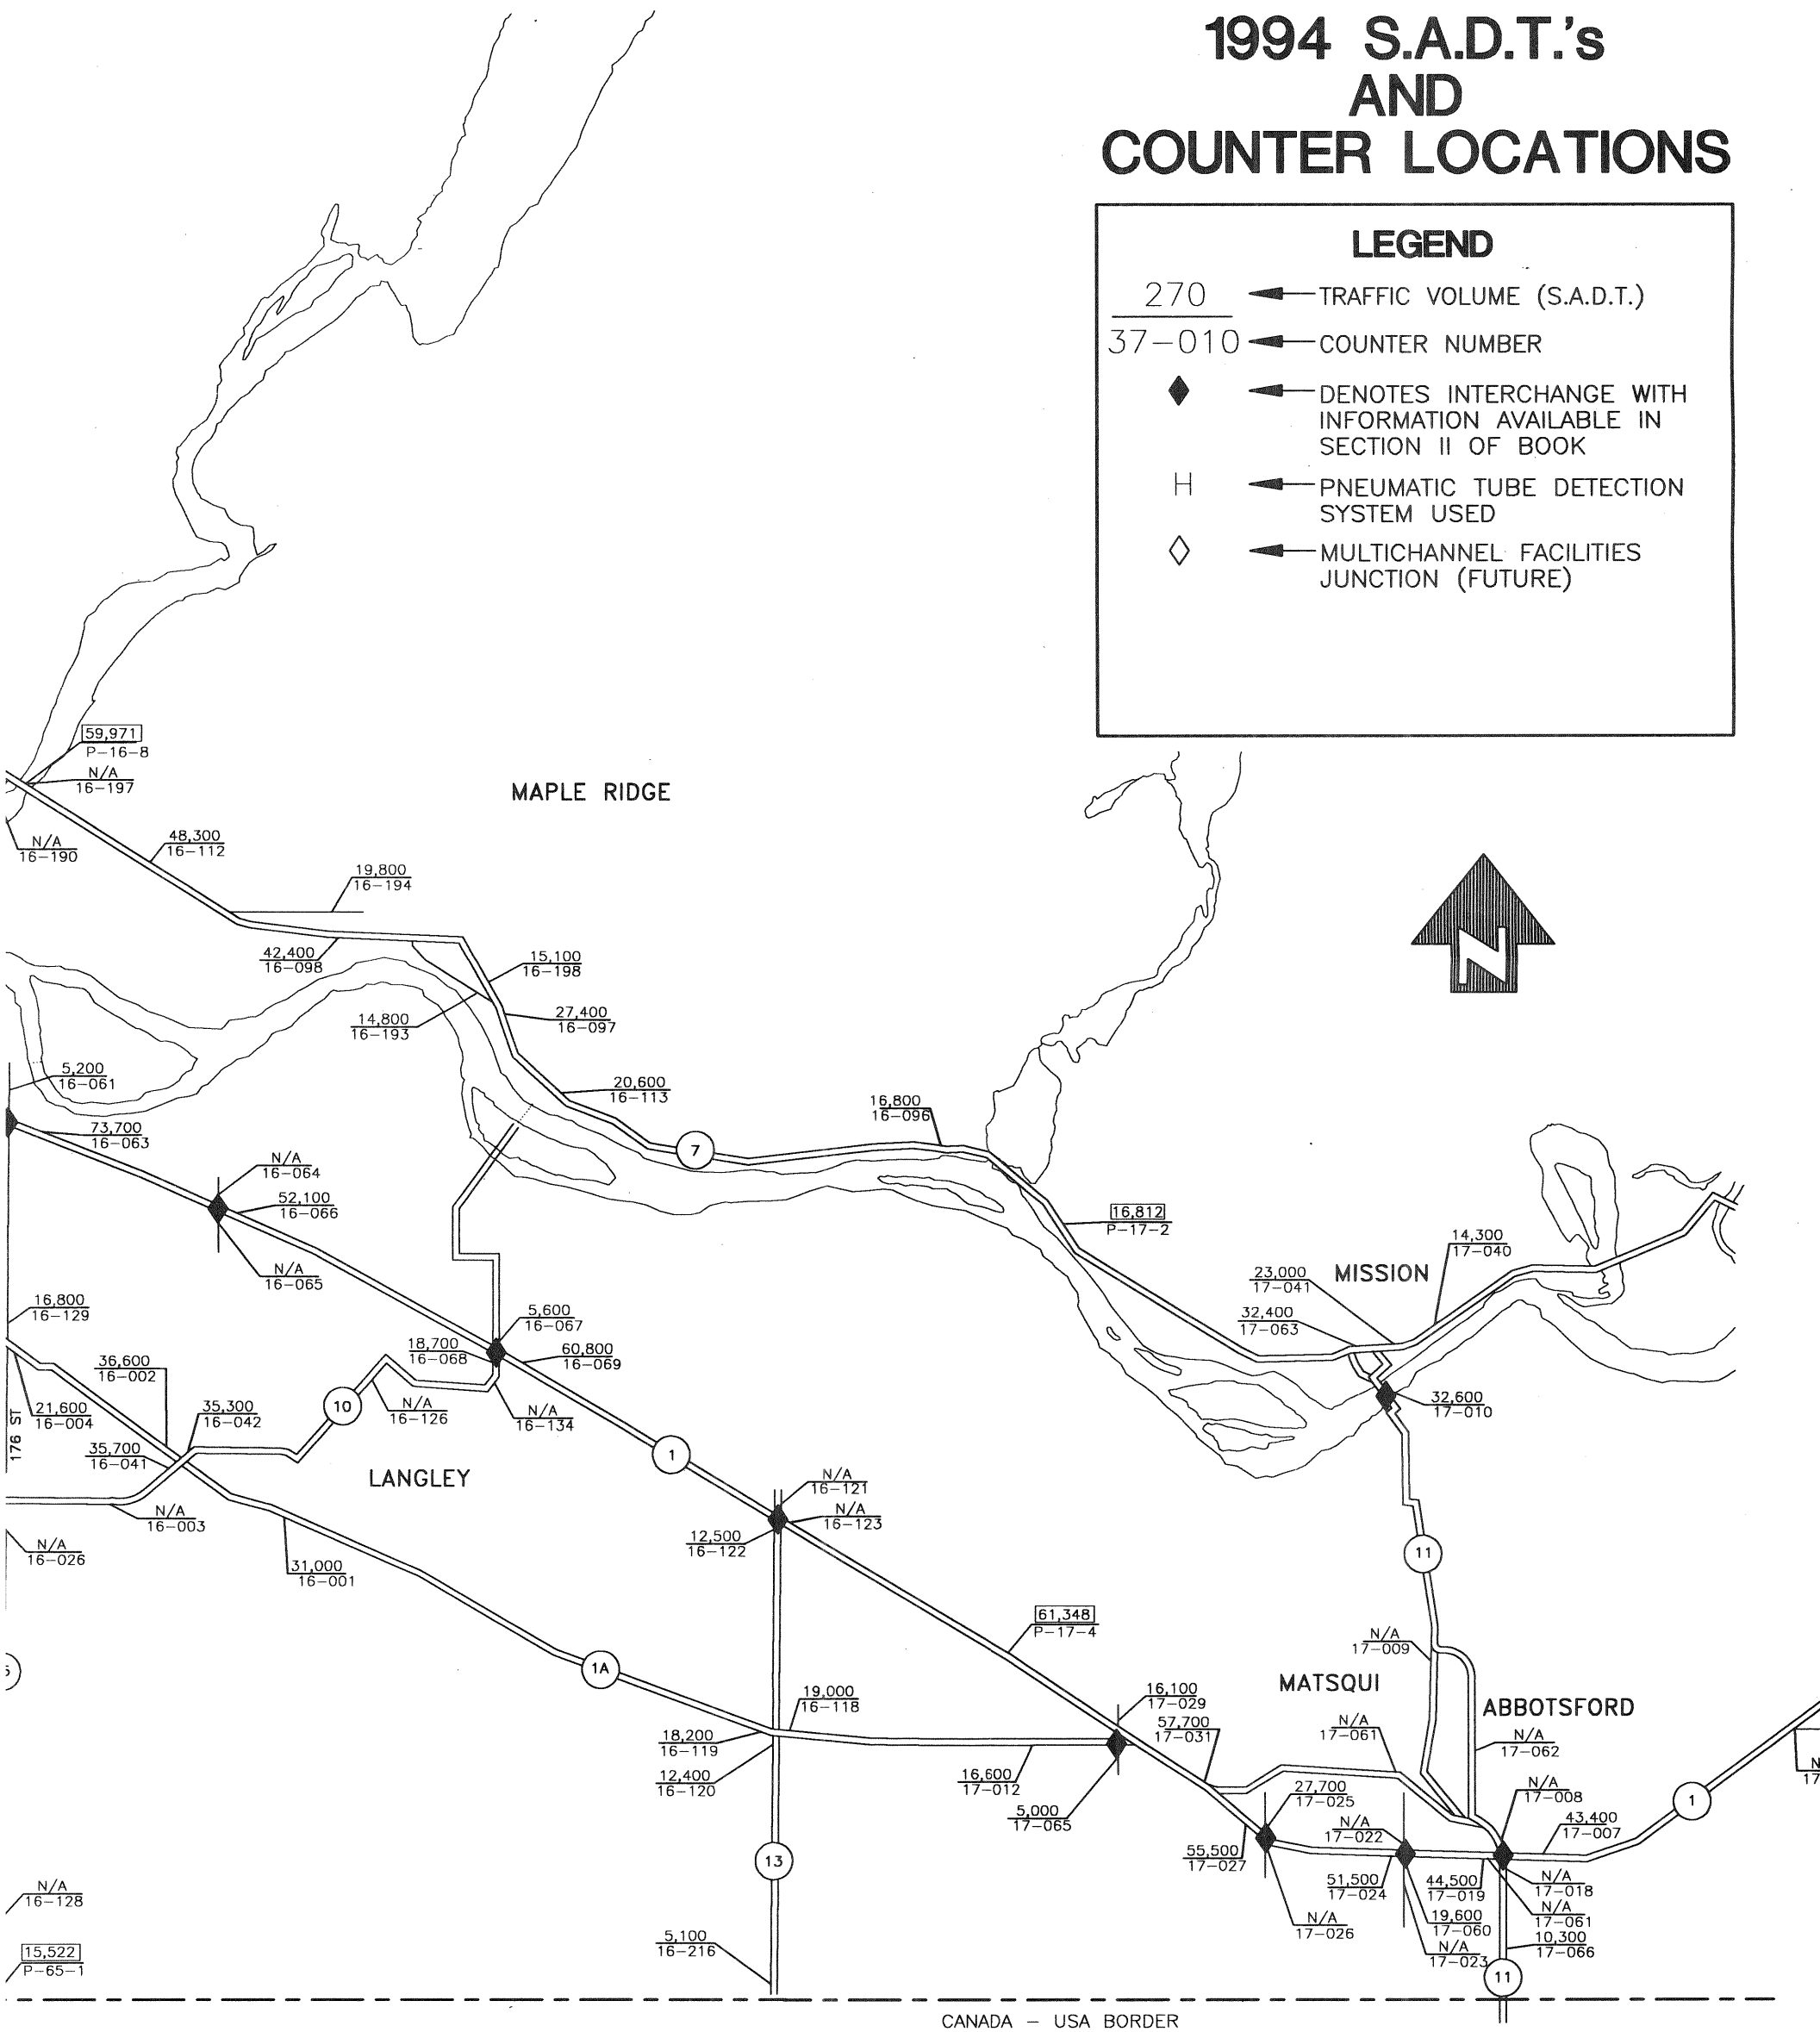 1994 S.A.D.T.'s
AND
COUNTER LOCATIONS
LEGEND
270
TRAFFIC VOLUME (S.A.D.T.)
37-010
COUNTER NUMBER
DENOTES INTERCHANGE WITH
INFORMATION AVAILABLE IN
SECTION II OF BOOK
H
PNEUMATIC TUBE DETECTION
SYSTEM USED
MULTICHANNEL FACILITIES
JUNCTION (FUTURE)
59,971
P-16-8
N/A
16-197
MAPLE RIDGE
N/A
16-190
48,300
16-112
19,800
16-194
N
42,400
16-098
15,100
16-198
14,800
16-193
27,400
16-097
5,200
16-061
20,600
16-113
16,800
16-096
73,700
16-063
7
N/A
16-064
52,100
16-066
16,812
P-17-2
N/A
16-065
14,300
17-040
MISSION
23,000
17-041
16,800
16-129
5,600
16-067
32,400
17-063
18,700
16-068
60,800
16-069
36,600
16-002
21,600
16-004
176 ST
35,300
16-042
10
N/A
16-126
N/A
16-134
32,600
17-010
35,700
16-041
1
LANGLEY
N/A
16-121
N/A
16-003
N/A
16-123
12,500
16-122
N/A
16-026
31,000
16-001
11
61,348
P-17-4
N/A
17-009
1A
MATSQUI
ABBOTSFORD
19,000
16-118
16,100
17-029
57,700
17-031
N/A
17-061
18,200
16-119
N/A
17-062
12,400
16-120
16,600
17-012
27,700
17-025
N/A
17-008
1
5,000
17-065
N/A
17-022
43,400
17-007
13
55,500
17-027
51,500
17-024
44,500
17-019
N/A
17-018
N/A
16-128
N/A
17-026
19,600
17-060
N/A
17-061
5,100
16-216
N/A
17-023
10,300
17-066
15,522
P-65-1
11
CANADA - USA BORDER